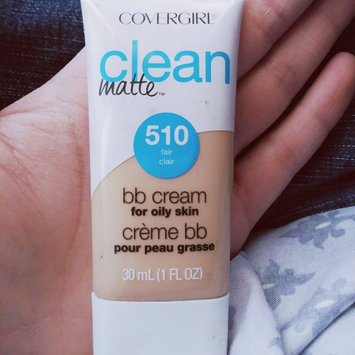 COVERGIRL
clean
matte™
510
fair
clair
bb cream
for oily skin
crème bb
pour peau grasse
30 mL (1 FL OZ)